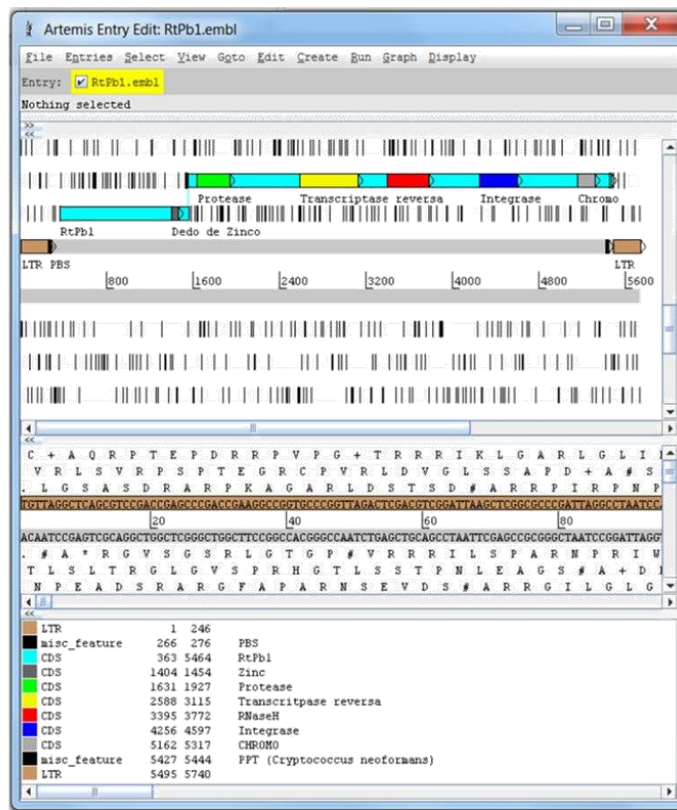 Artemis Entry Edit: RtPb1.embl
File Entries Select View Goto Edit Create Run Graph Display
Entry: RtPb1.embl
Nothing selected
Protease Transcriptase reversa Integrase Chromo
RtPb1 Dedo de Zinco
LTR PBS LTR
800 1600 2400 3200 4000 4800 5600
C + A Q R P T E P D R R P V P G + T R R R I K L G A R L G L I
V R L S V R P S P T E G R C P V R L D V G L S S A P D + A # S
. L G S A S D R A R P K A G A R L D S T S D # A R R P I R P N P
TGTTAGGCTCAGCGTCCGACCGAGCCCGACCGAAGGCCGGTGCCCGGTTAGACTCGACGTCGGATTAAGCTCGGCGCCCGATTAGGCCTAATCCA
20 40 60 80
ACAATCCGAGTCGCAGGCTGGCTCGGGCTGGCTTCCGGCCACGGGCCAATCTGAGCTGCAGCCTAATTCGAGCCGCGGGCTAATCCGGATTAGGT
. # A * R G V S G S R L G T G P # V R R R I L S P A R N P R I W
T L S L T R G L G V S P R H G T L S S T P N L E A G S # A + D
N P E A D S R A R G F A P A R N S E V D S # A R R G I L G L G
LTR 1 246
misc_feature 266 276 PBS
CDS 363 5464 RtPb1
CDS 1404 1454 Zinc
CDS 1631 1927 Protease
CDS 2588 3115 Transcritpase reversa
CDS 3395 3772 RNaseH
CDS 4256 4597 Integrase
CDS 5162 5317 CHROMO
misc_feature 5427 5444 PPT (Cryptococcus neoformans)
LTR 5495 5740